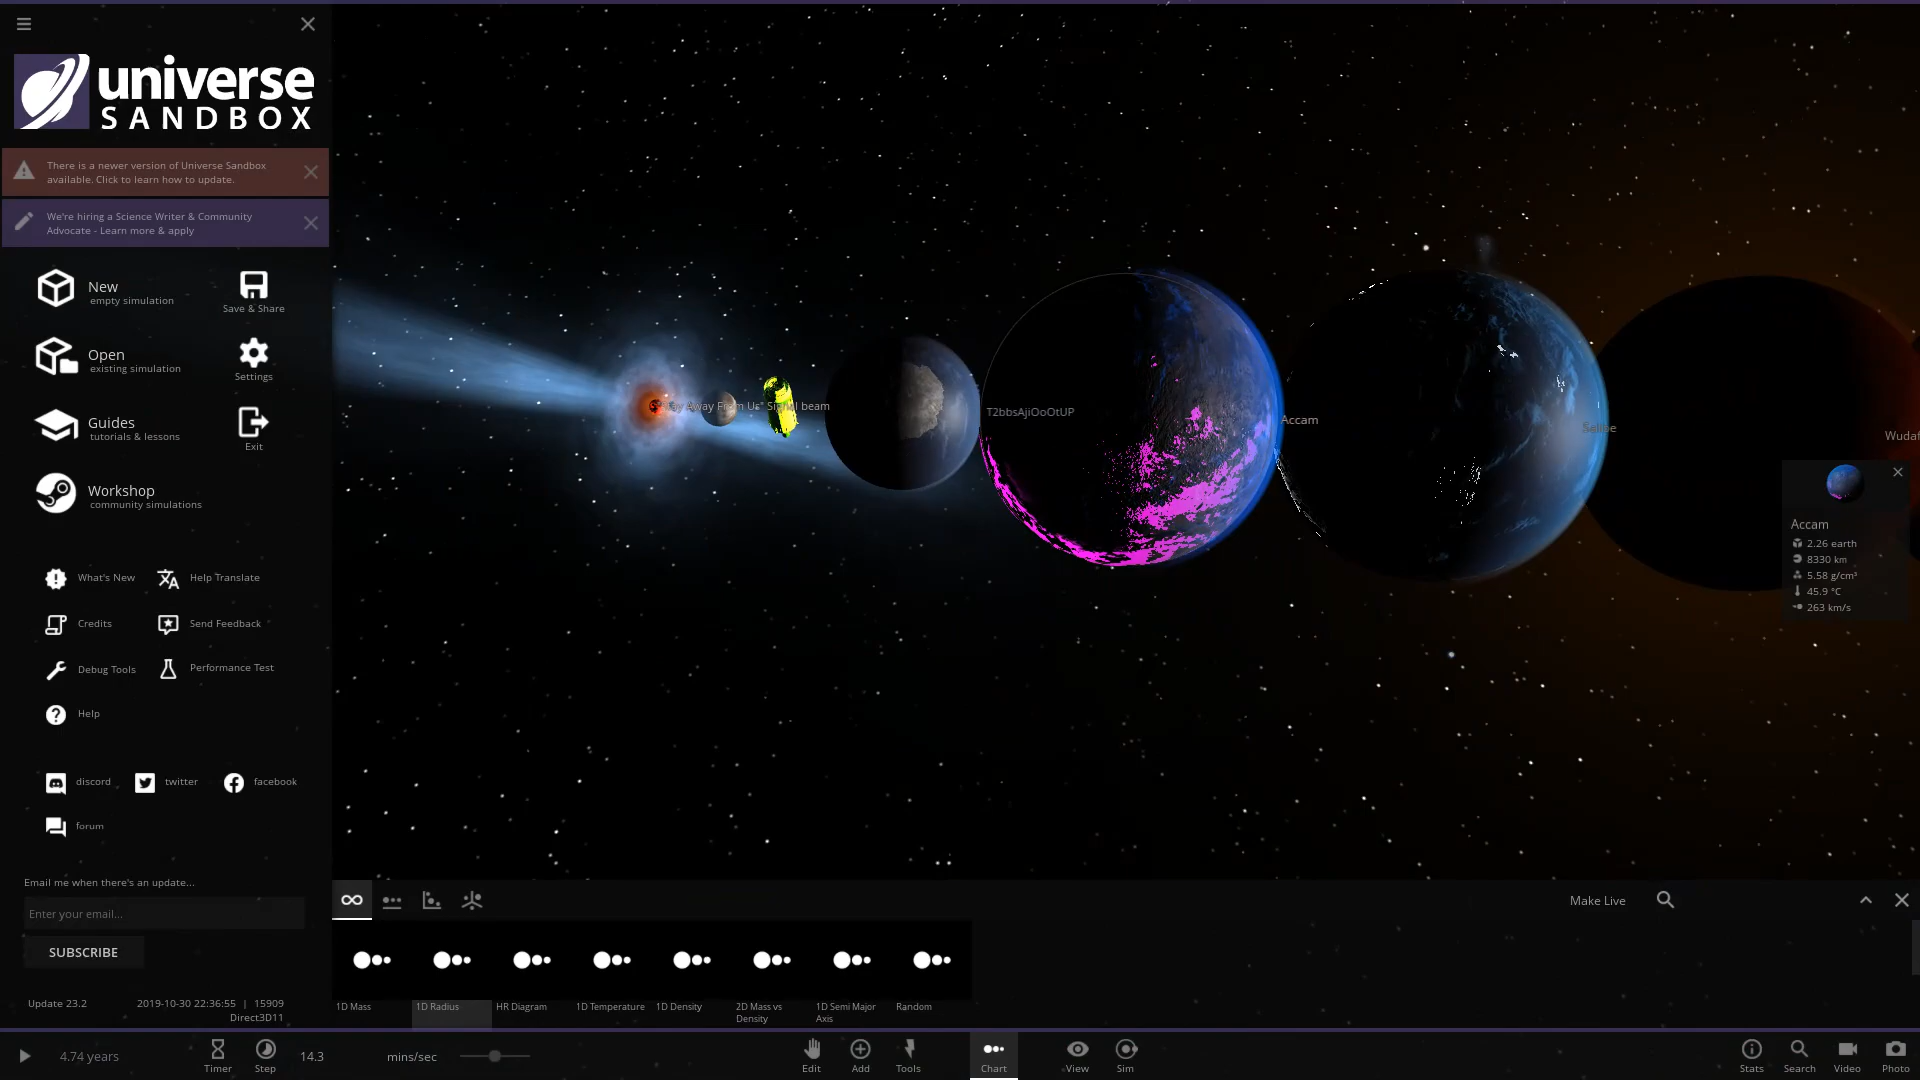 universe
SANDBOX
There is a newer version of Universe Sandbox
available. Click to learn how to update.
We're hiring a Science Writer & Community
Advocate - Learn more & apply
New
empty simulation
Save & Share
Open
existing simulation
Settings
Guides
tutorials & lessons
Exit
Workshop
community simulations
What's New
Help Translate
Credits
Send Feedback
Debug Tools
Performance Test
Help
discord
twitter
facebook
forum
Email me when there's an update...
Enter your email...
SUBSCRIBE
Update 23.2
2019-10-30 22:36:55 | 15909
Direct3D11
Away From Us" Signal beam
T2bbsAjiOoOtUP
Accam
Wudaf
Accam
2.26 earth
8330 km
5.58 g/cm³
45.9 °C
263 km/s
Make Live
1D Mass
1D Radius
HR Diagram
1D Temperature
1D Density
2D Mass vs
Density
1D Semi Major
Axis
Random
4.74 years
Timer
Step
14.3
mins/sec
Edit
Add
Tools
Chart
View
Sim
Stats
Search
Video
Photo